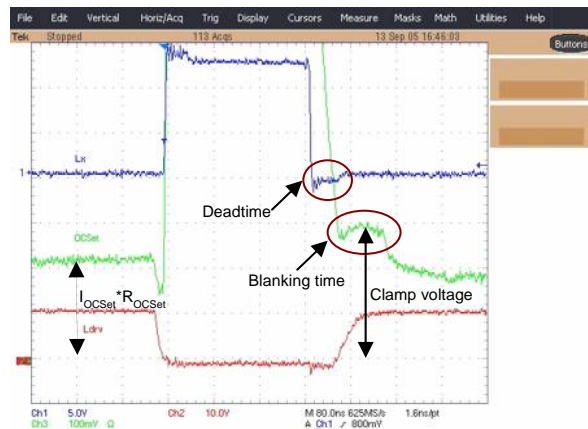 File Edit Vertical Horiz/Acq Trig Display Cursors Measure Masks Math Utilities Help
Tek Stopped 113 Acqs 13 Sep 05 16:46:03
Buttons
Lx
1
Deadtime
OCSet
Blanking time
I_OCSet*R_OCSet
Clamp voltage
Ldrv
Ch1 5.0V Ch2 10.0V M 80.0ns 625MS/s 1.6ns/pt
Ch3 100mV Ω A Ch1 ∕ 800mV